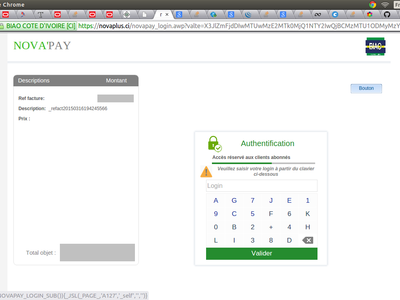 Chrome
BIAO COTE D'IVOIRE [CI] https://novaplus.ci/novapay_login.awp?valte=
NOVA'PAY
BIAO
Descriptions Montant
Bouton
Ref facture:
Description: _refact20150316194245566
Prix :
Authentification
Accès réservé aux clients abonnés
Veuillez saisir votre login à partir du clavier
ci-dessous
Login
A G 7 J E 1
9 C 5 F 6 K
0 B 2 + 4 H
L I 3 8 D
Valider
Total objet :
NOVAPAY_LOGIN_SUB(){_JSL(_PAGE_,'A127','_self','','')}